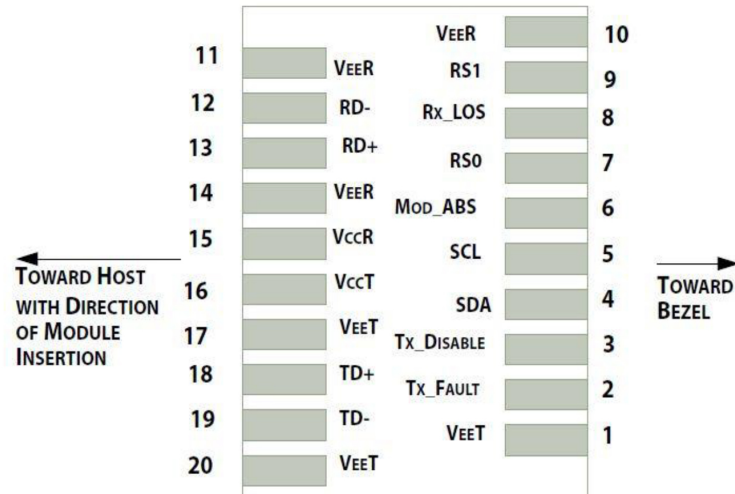 11 VEER
12 RD-
13 RD+
14 VEER
15 VCCR
16 VCCT
17 VEET
18 TD+
19 TD-
20 VEET
VEER 10
RS1 9
RX_LOS 8
RS0 7
MOD_ABS 6
SCL 5
SDA 4
TX_DISABLE 3
TX_FAULT 2
VEET 1
TOWARD HOST
WITH DIRECTION
OF MODULE
INSERTION
TOWARD
BEZEL